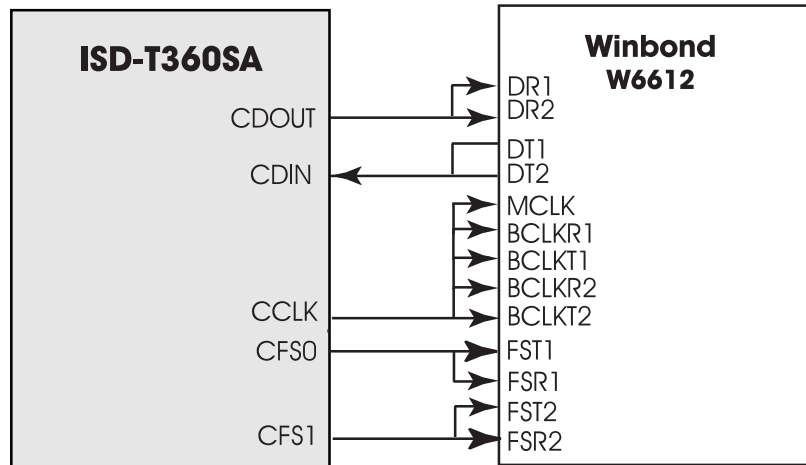 ISD-T360SA
CDOUT
CDIN
CCLK
CFS0
CFS1
Winbond
W6612
DR1
DR2
DT1
DT2
MCLK
BCLKR1
BCLKT1
BCLKR2
BCLKT2
FST1
FSR1
FST2
FSR2